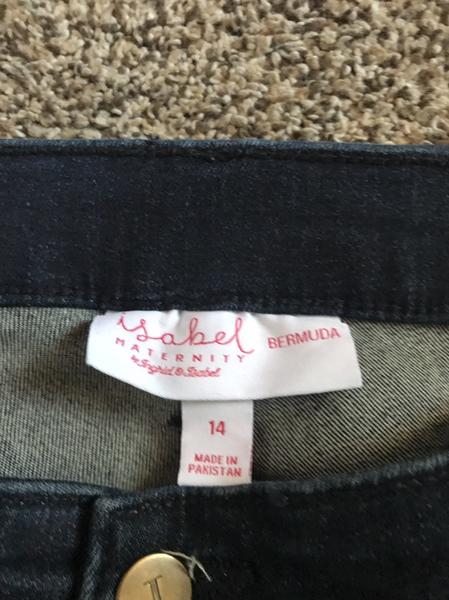 isabel
MATERNITY
by Ingrid & Isabel
BERMUDA
14
MADE IN
PAKISTAN
I